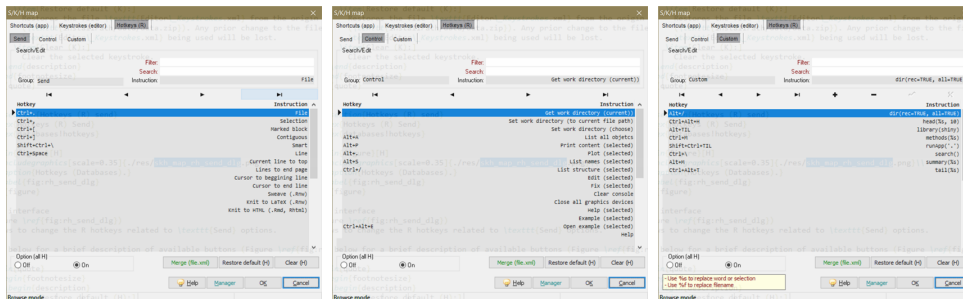 S/K/H map
Shortcuts (app) Keystrokes (editor) Hotkeys (R)
Send Control Custom
Search/Edit
Filter:
Search:
Group: Send Instruction: File
Hotkey Instruction
Ctrl+. File
Ctrl+, Selection
Ctrl+[ Marked block
Ctrl+] Contiguous
Shift+Ctrl+\ Smart
Ctrl+Space Line
Current line to top
Lines to end page
Cursor to beggining line
Cursor to end line
Sweave (.Rnw)
Knit to LaTeX (.Rnw)
Knit to HTML (.Rmd, Rhtml)
Option (all H)
Off On
Merge (file.xml) Restore default (H) Clear (H)
Help Manager OK Cancel
Browse mode
S/K/H map
Shortcuts (app) Keystrokes (editor) Hotkeys (R)
Send Control Custom
Search/Edit
Filter:
Search:
Group: Control Instruction: Get work directory (current)
Hotkey Instruction
Get work directory (current)
Set work directory (to current file path)
Set work directory (choose)
Alt+A List all objetcs
Alt+P Print content (selected)
Alt+, Plot (selected)
Alt+S List names (selected)
Ctrl+/ List structure (selected)
Edit (selected)
Fix (selected)
Clear console
Close all graphics devices
Help (selected)
Example (selected)
Ctrl+Alt+E Open example (selected)
Help
Option (all H)
Off On
Merge (file.xml) Restore default (H) Clear (H)
Help Manager OK Cancel
Browse mode
S/K/H map
Shortcuts (app) Keystrokes (editor) Hotkeys (R)
Send Control Custom
Search/Edit
Filter:
Search:
Group: Custom Instruction: dir(rec=TRUE, all=TRUE)
Hotkey Instruction
Alt+/ dir(rec=TRUE, all=TRUE)
Ctrl+Alt+H head(%s, 10)
Alt+TIL library(shiny)
Ctrl+M methods(%s)
Shift+Ctrl+TIL runApp('.')
Ctrl+\ search()
Alt+M summary(%s)
Ctrl+Alt+T tail(%s)
Option (all H)
Off On
Merge (file.xml) Restore default (H) Clear (H)
- Use %s to replace word or selection
- Use %f to replace filename
Help Manager OK Cancel
Browse mode